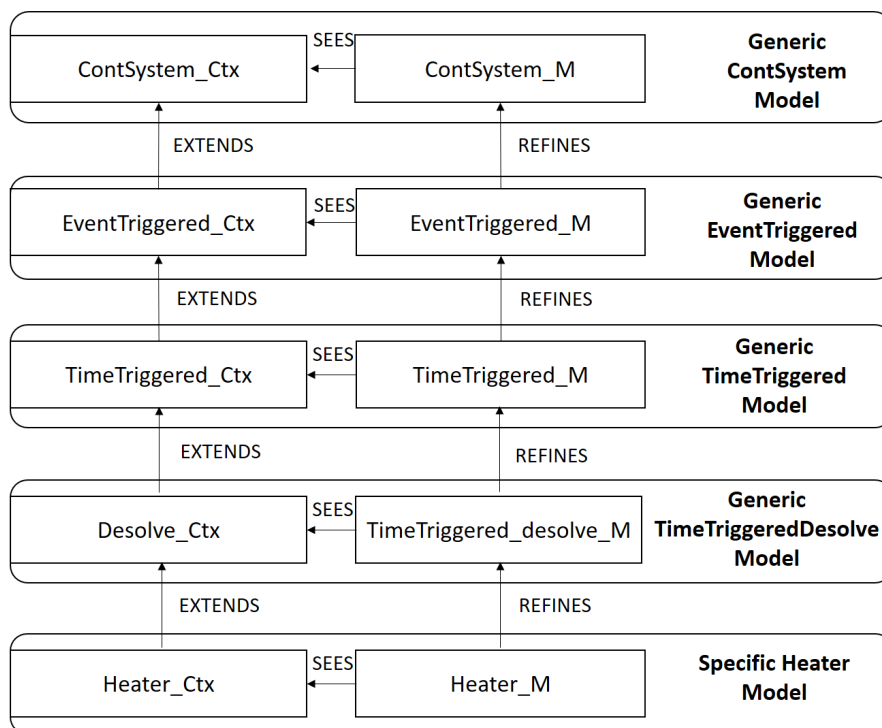 SEES
ContSystem_Ctx
ContSystem_M
Generic
ContSystem
Model
EXTENDS
REFINES
SEES
EventTriggered_Ctx
EventTriggered_M
Generic
EventTriggered
Model
EXTENDS
REFINES
SEES
TimeTriggered_Ctx
TimeTriggered_M
Generic
TimeTriggered
Model
EXTENDS
REFINES
SEES
Desolve_Ctx
TimeTriggered_desolve_M
Generic
TimeTriggeredDesolve
Model
EXTENDS
REFINES
SEES
Heater_Ctx
Heater_M
Specific Heater
Model